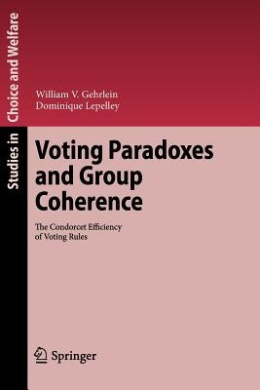 Studies in
Choice and Welfare
William V. Gehrlein
Dominique Lepelley
Voting Paradoxes
and Group
Coherence
The Condorcet Efficiency
of Voting Rules
Springer